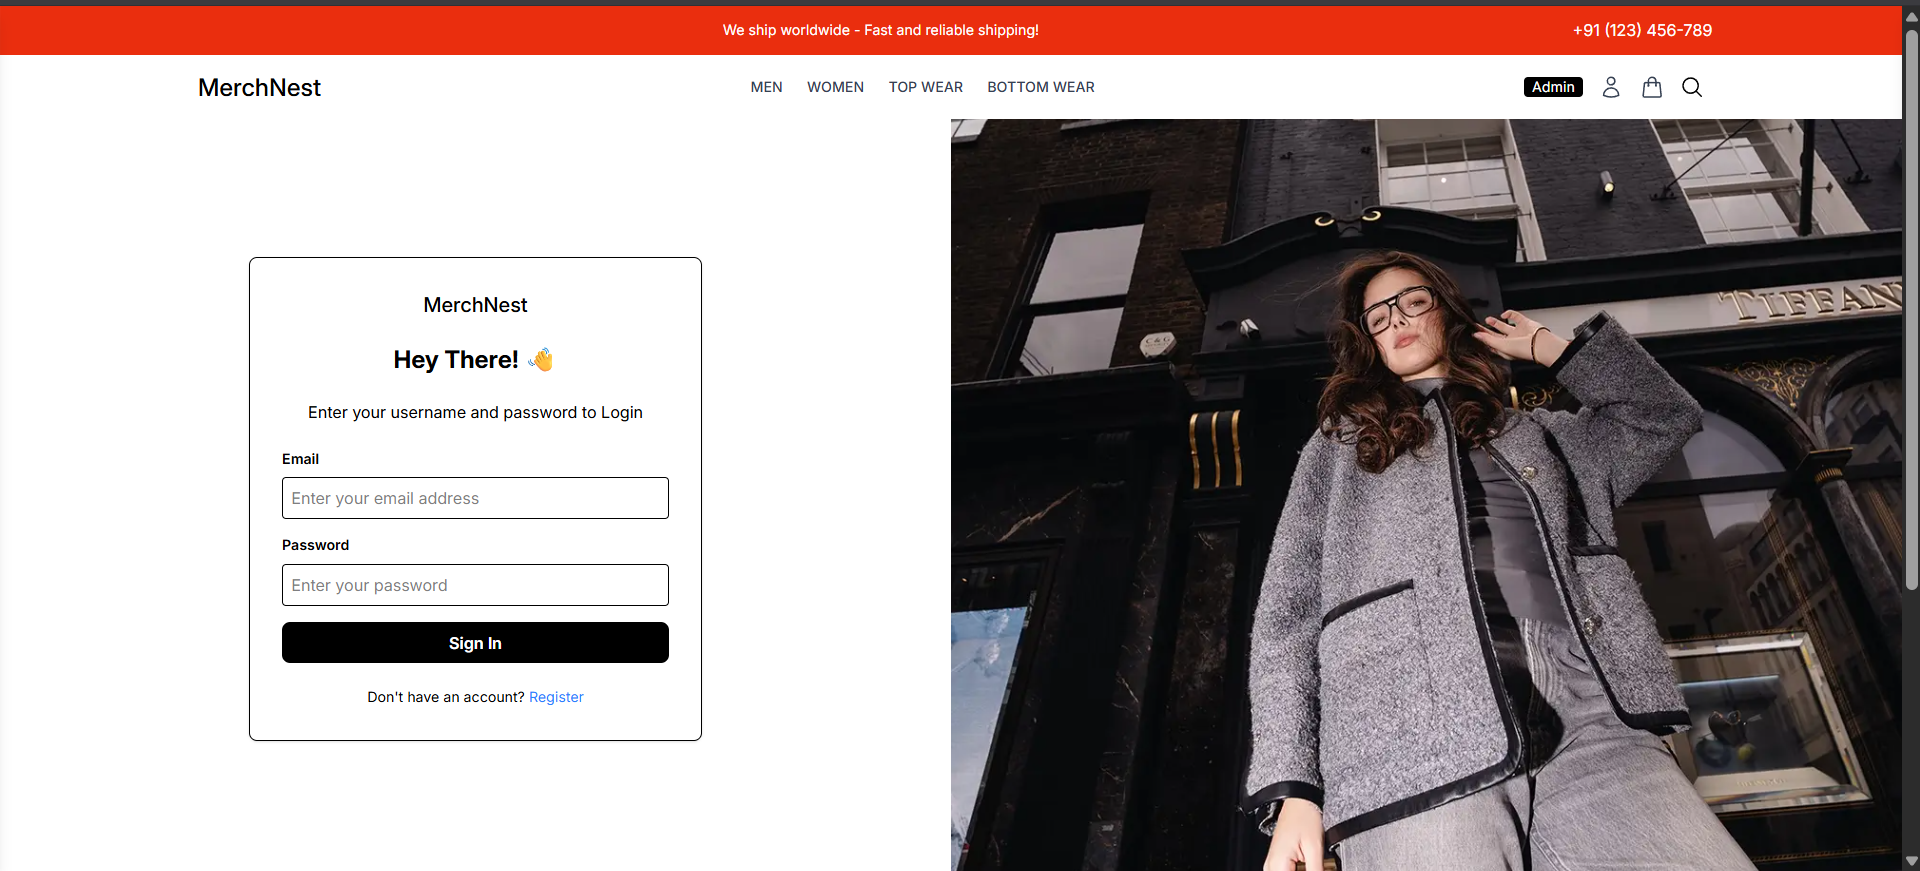 We ship worldwide - Fast and reliable shipping!
+91 (123) 456-789
MerchNest
MEN
WOMEN
TOP WEAR
BOTTOM WEAR
Admin
MerchNest
Hey There! 👋
Enter your username and password to Login
Email
Enter your email address
Password
Enter your password
Sign In
Don't have an account? Register
TIFFAN
C&G